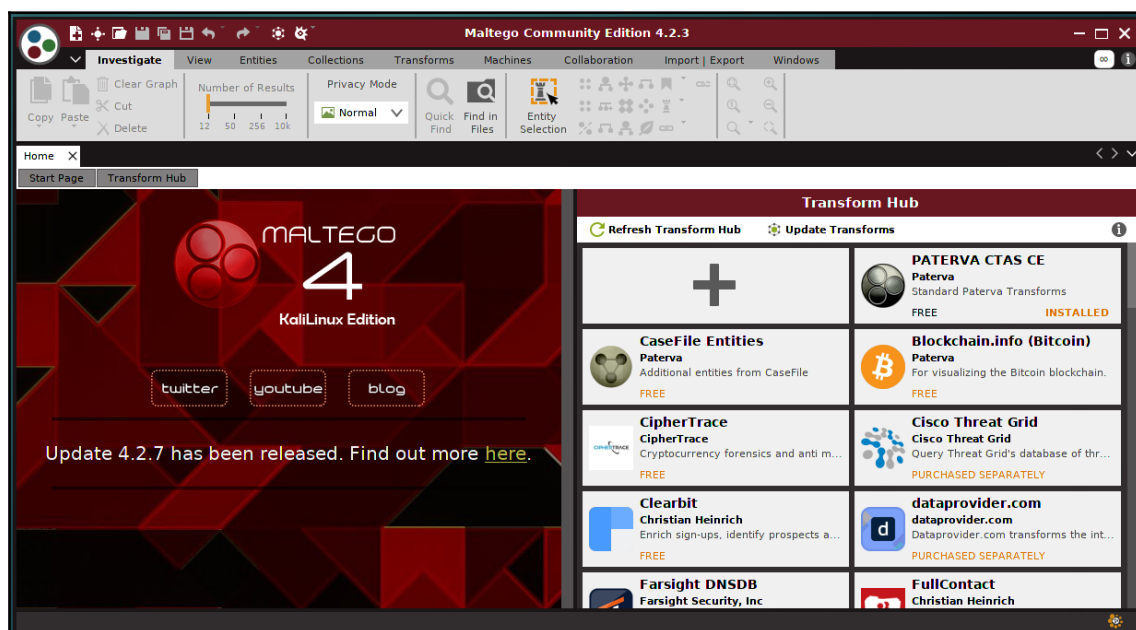 Maltego Community Edition 4.2.3
Investigate View Entities Collections Transforms Machines Collaboration Import | Export Windows
Copy
Paste
Clear Graph
Cut
Delete
Number of Results
12 50 256 10k
Privacy Mode
Normal
Quick
Find
Find in
Files
Entity
Selection
Home
Start Page Transform Hub
MALTEGO
4
KaliLinux Edition
twitter youtube blog
Update 4.2.7 has been released. Find out more here.
Transform Hub
Refresh Transform Hub Update Transforms
PATERVA CTAS CE
Paterva
Standard Paterva Transforms
FREE INSTALLED
CaseFile Entities
Paterva
Additional entities from CaseFile
FREE
Blockchain.info (Bitcoin)
Paterva
For visualizing the Bitcoin blockchain.
FREE
CipherTrace
CipherTrace
Cryptocurrency forensics and anti m...
FREE
Cisco Threat Grid
Cisco Threat Grid
Query Threat Grid's database of thr...
PURCHASED SEPARATELY
Clearbit
Christian Heinrich
Enrich sign-ups, identify prospects a...
FREE
d
dataprovider.com
dataprovider.com
Dataprovider.com transforms the int...
PURCHASED SEPARATELY
Farsight DNSDB
Farsight Security, Inc
FullContact
Christian Heinrich